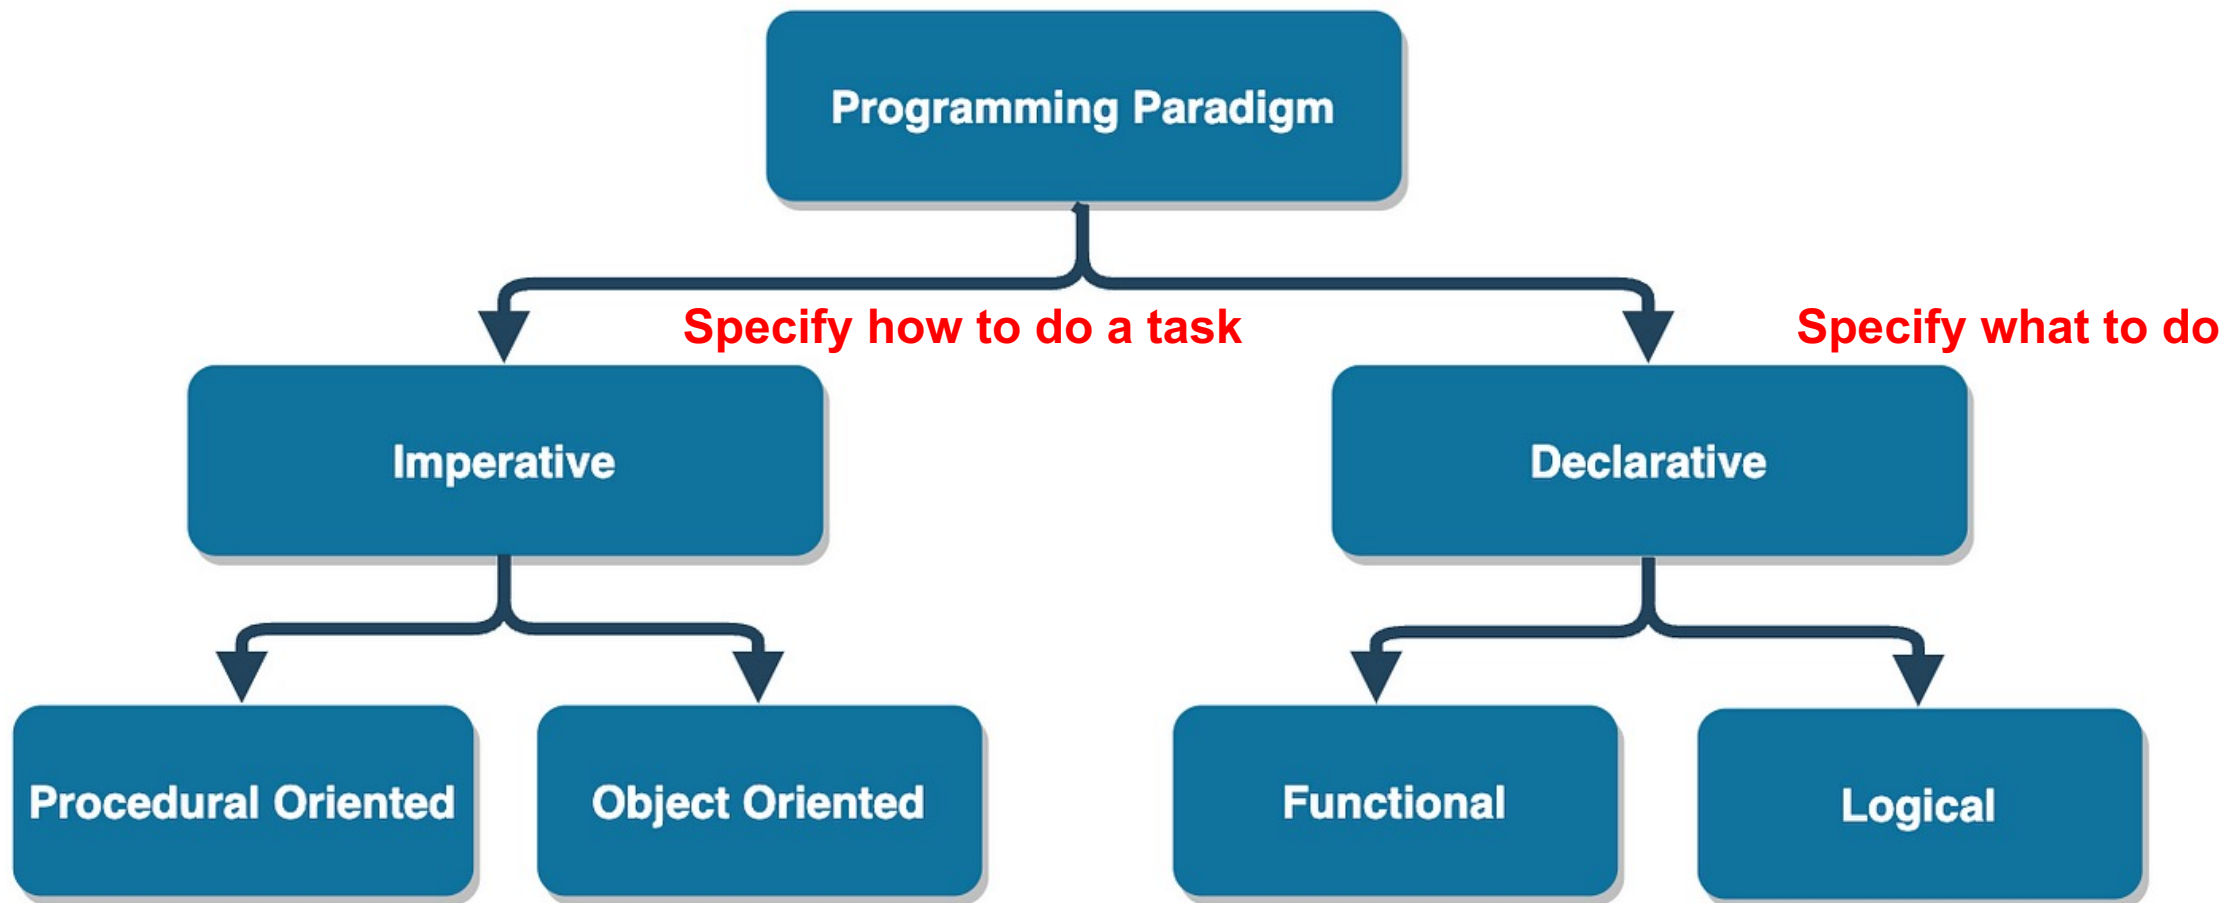 Programming Paradigm
Specify how to do a task
Specify what to do
Imperative
Declarative
Procedural Oriented
Object Oriented
Functional
Logical